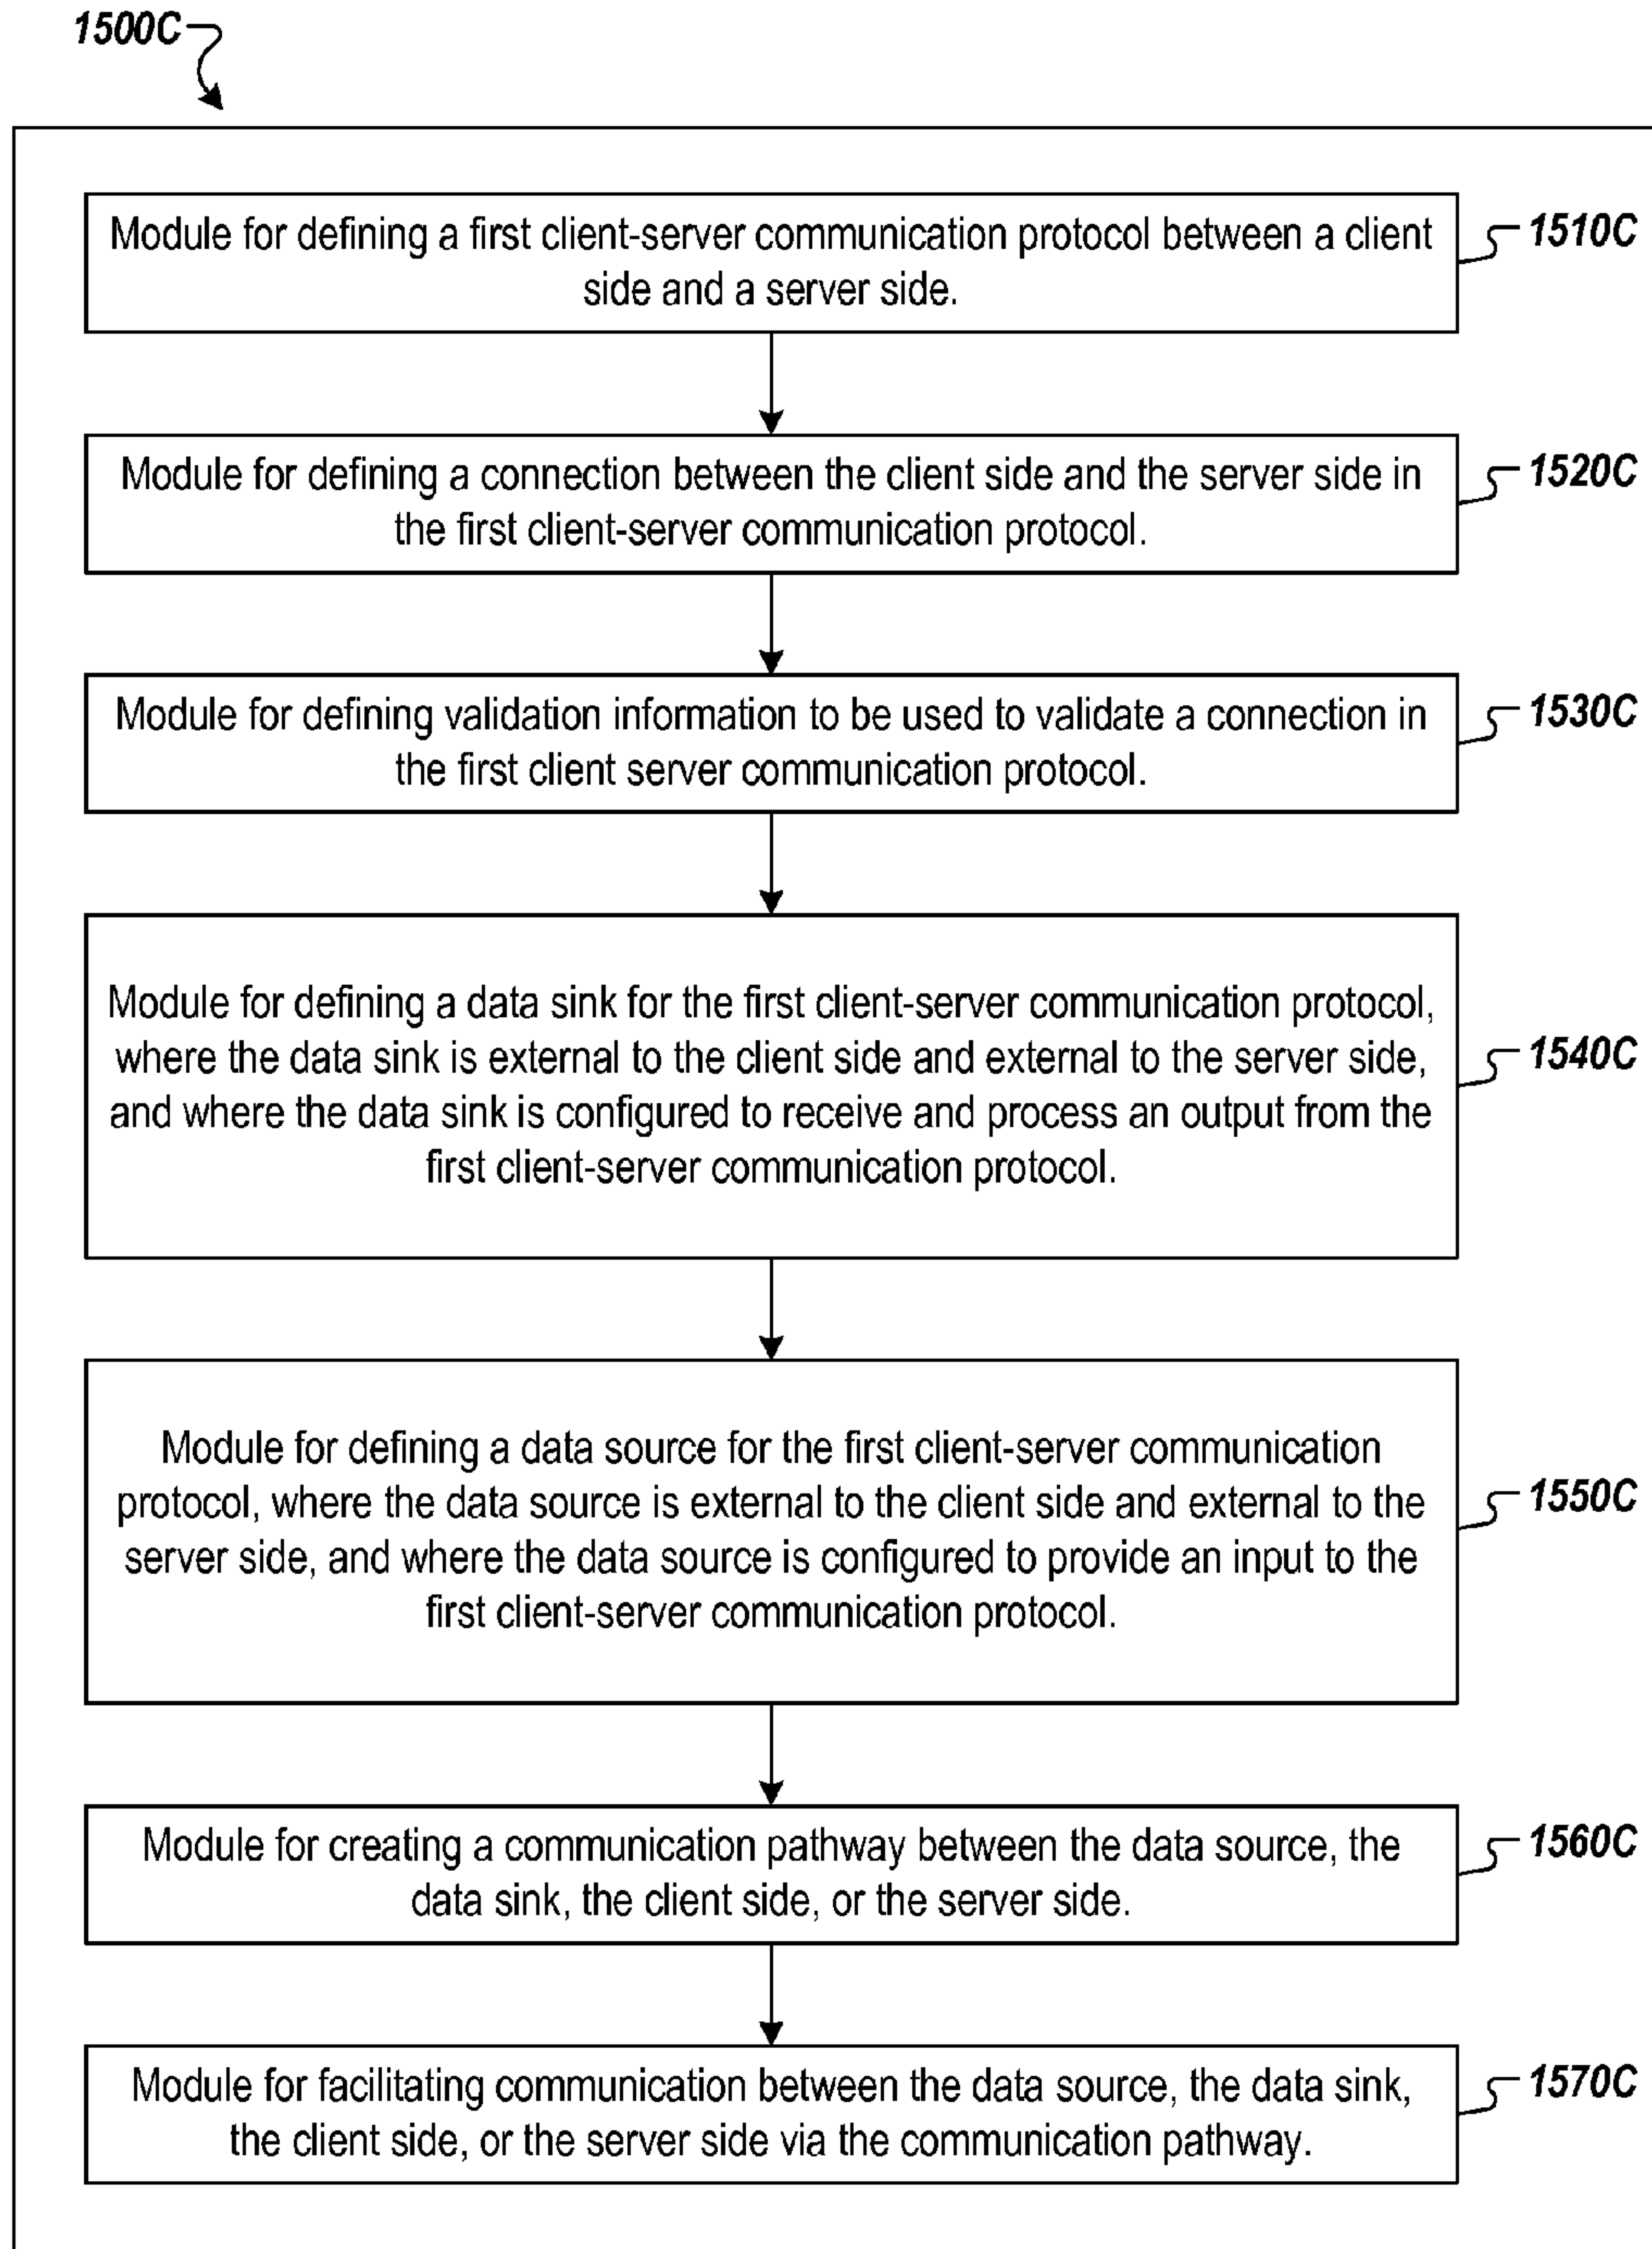 1500C
Module for defining a first client-server communication protocol between a client
side and a server side.
1510C
Module for defining a connection between the client side and the server side in
the first client-server communication protocol.
1520C
Module for defining validation information to be used to validate a connection in
the first client server communication protocol.
1530C
Module for defining a data sink for the first client-server communication protocol,
where the data sink is external to the client side and external to the server side,
and where the data sink is configured to receive and process an output from the
first client-server communication protocol.
1540C
Module for defining a data source for the first client-server communication
protocol, where the data source is external to the client side and external to the
server side, and where the data source is configured to provide an input to the
first client-server communication protocol.
1550C
Module for creating a communication pathway between the data source, the
data sink, the client side, or the server side.
1560C
Module for facilitating communication between the data source, the data sink,
the client side, or the server side via the communication pathway.
1570C